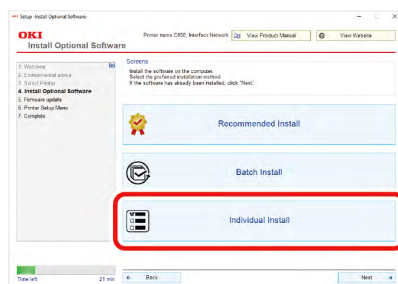 Setup -Install Optional Software-
OKI
Install Optional Software
Printer name C650, Interface Network
View Product Manual
View Website
1. Welcome
2. Environmental advice
3. Select Printer
4. Install Optional Software
5. Firmware update
6. Printer Setup Menu
7. Complete
Screens
Install the software on the computer.
Select the preferred installation method.
If the software has already been installed, click "Next".
Recommended Install
Batch Install
Individual Install
Time left
21 min
Back
Next